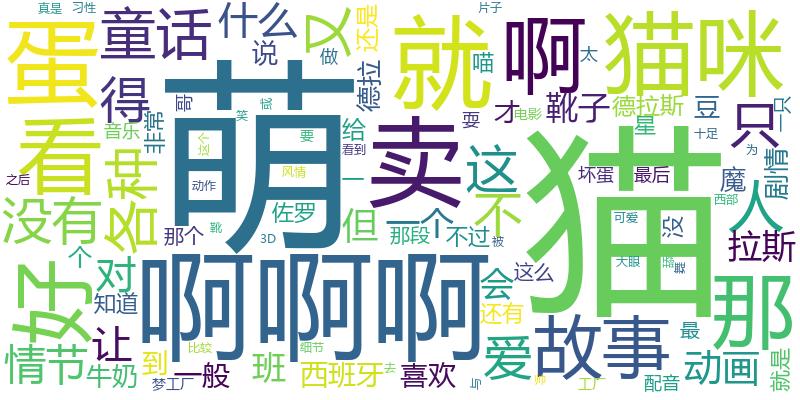 真是
习性
片子
蛋
童话
什么
又
还是
就
啊
猫咪
说
做
喵
太
得
德拉
萌
看
非常
音乐
笑
给
卖
要
耍
才
靴子
德拉斯
豆
只
一只
电影
星
十足
为
这个
看到
各种
这
猫
坏蛋
最后
魔
剧情
人
之后
动作
风情
一
没有
好
佐罗
但
一个
不
可爱
没
西部
拉斯
那个
靴
3D
那段
不过
被
个
对
啊啊啊
会
这么
天眼
那
知道
还有
让
故事
爱
最
情节
到
比较
细节
动画
就是
牛奶
梦工厂
一般
班
西班牙
去
喜欢
与
帅
工厂
配音